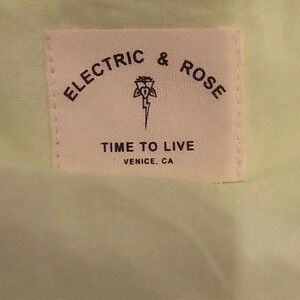 ELECTRIC & ROSE
TIME TO LIVE
VENICE, CA